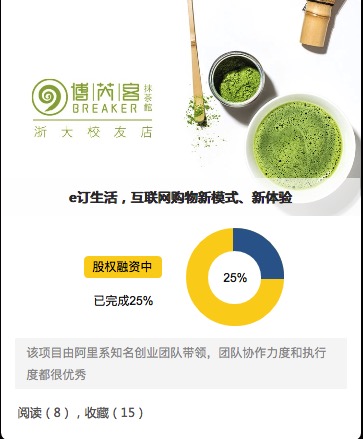 博|芮|客
抹茶館
BREAKER
浙大校友店
e订生活，互联网购物新模式、新体验
股权融资中
已完成25%
25%
该项目由阿里系知名创业团队带领，团队协作力度和执行
度都很优秀
阅读（8），收藏（15）